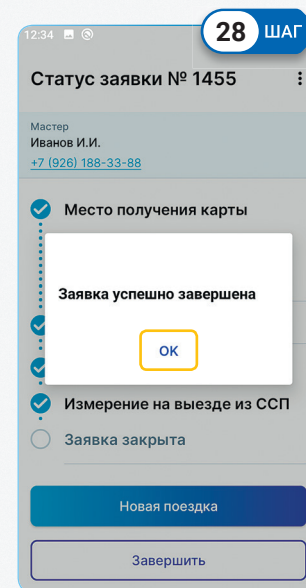 28 ШАГ
12:34
Статус заявки № 1455
Мастер
Иванов И.И.
+7 (926) 188-33-88
Место получения карты
Заявка успешно завершена
ОК
Измерение на выезде из ССП
Заявка закрыта
Новая поездка
Завершить